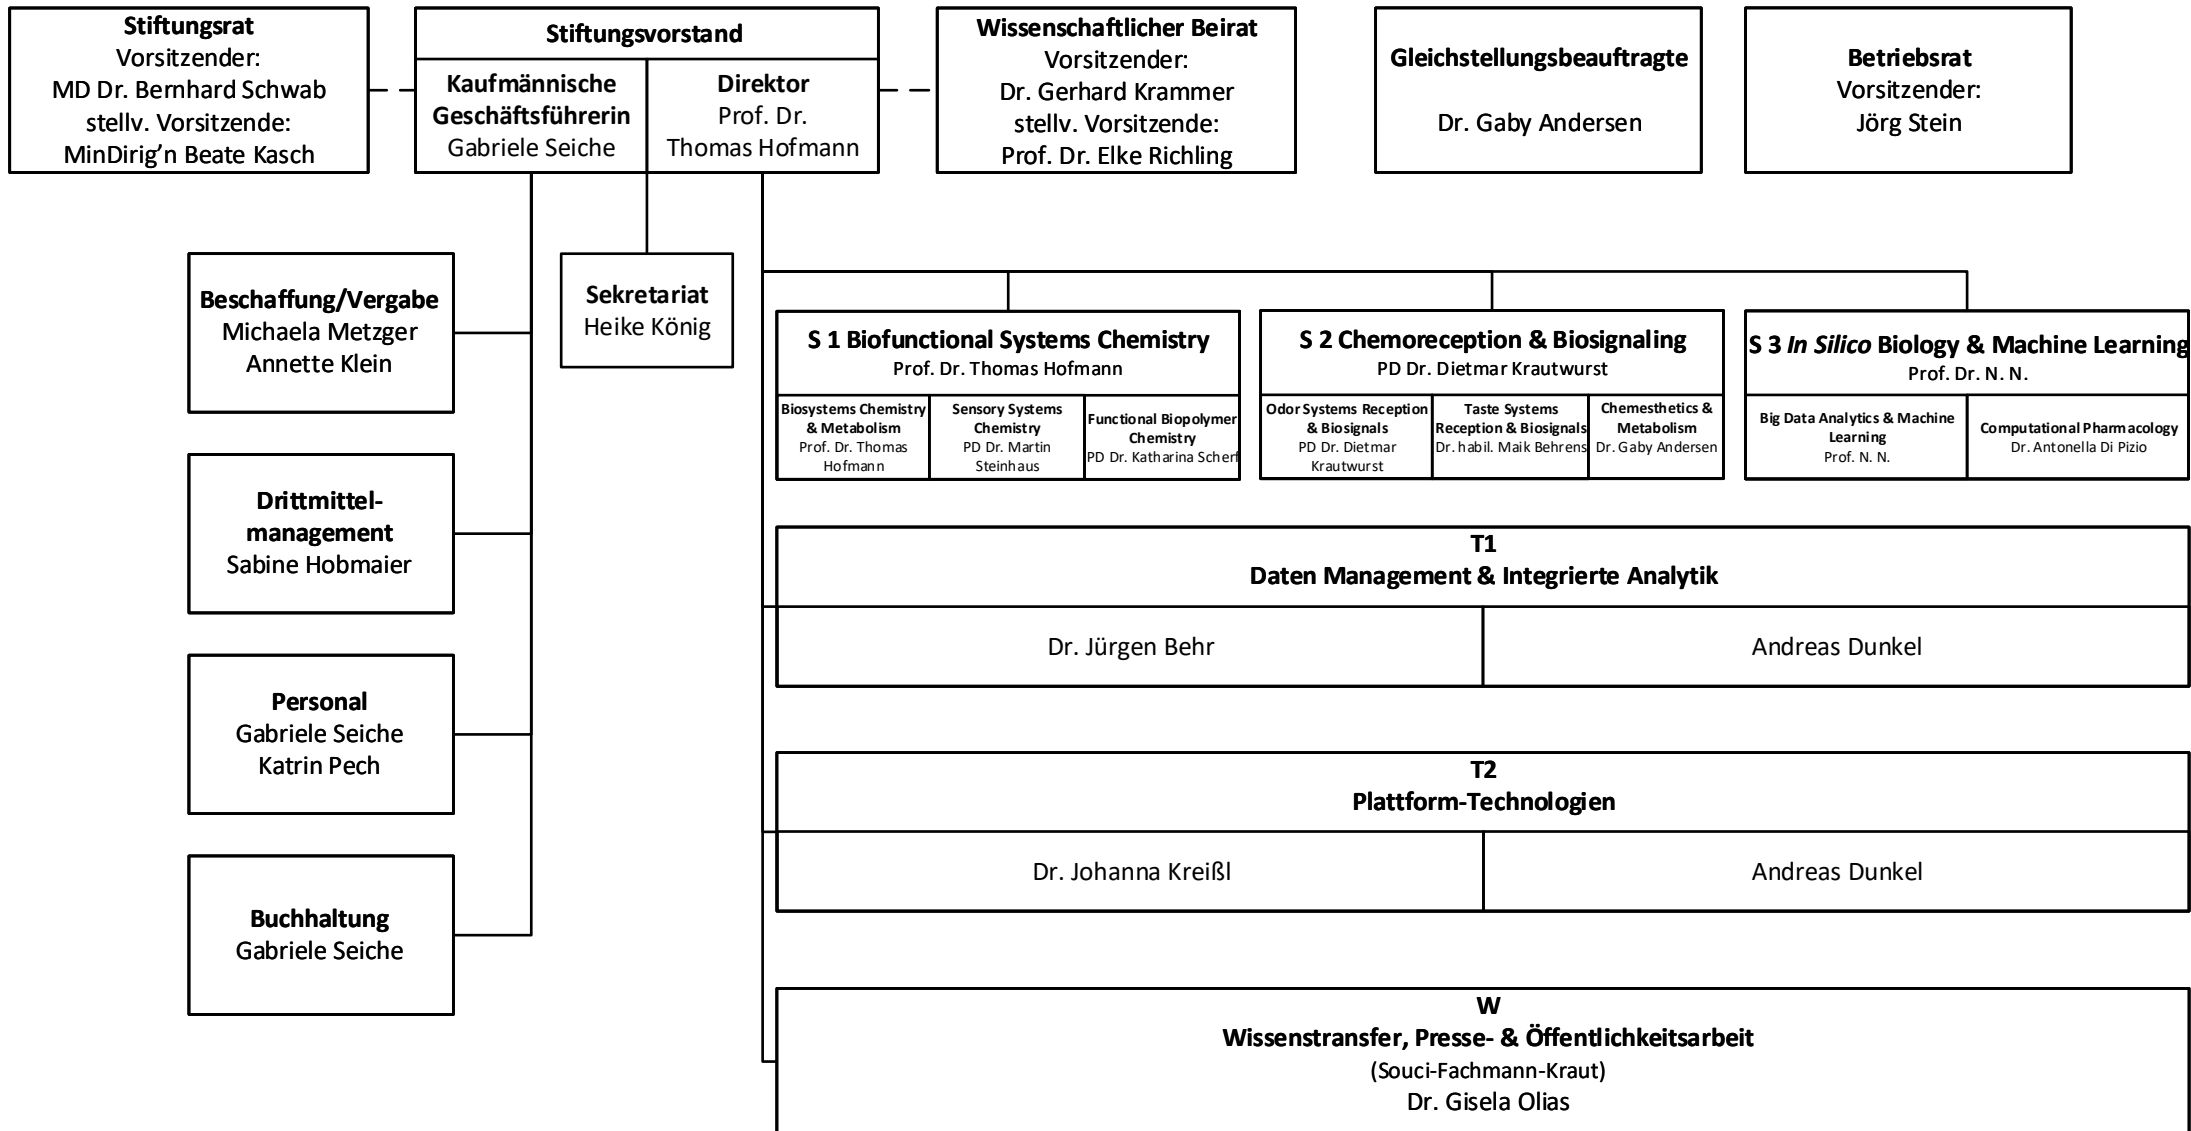 Stiftungsrat
Vorsitzender:
MD Dr. Bernhard Schwab
stellv. Vorsitzende:
MinDirig’n Beate Kasch
Stiftungsvorstand
Kaufmännische
Geschäftsführerin
Gabriele Seiche
Direktor
Prof. Dr.
Thomas Hofmann
Wissenschaftlicher Beirat
Vorsitzender:
Dr. Gerhard Krammer
stellv. Vorsitzende:
Prof. Dr. Elke Richling
Gleichstellungsbeauftragte
Dr. Gaby Andersen
Betriebsrat
Vorsitzender:
Jörg Stein
Beschaffung/Vergabe
Michaela Metzger
Annette Klein
Sekretariat
Heike König
Drittmittel-
management
Sabine Hobmaier
Personal
Gabriele Seiche
Katrin Pech
Buchhaltung
Gabriele Seiche
S 1 Biofunctional Systems Chemistry
Prof. Dr. Thomas Hofmann
Biosystems Chemistry
& Metabolism
Prof. Dr. Thomas
Hofmann
Sensory Systems
Chemistry
PD Dr. Martin
Steinhaus
Functional Biopolymer
Chemistry
PD Dr. Katharina Scherf
S 2 Chemoreception & Biosignaling
PD Dr. Dietmar Krautwurst
Odor Systems Reception
& Biosignals
PD Dr. Dietmar
Krautwurst
Taste Systems
Reception & Biosignals
Dr. habil. Maik Behrens
Chemesthetics &
Metabolism
Dr. Gaby Andersen
S 3 In Silico Biology & Machine Learning
Prof. Dr. N. N.
Big Data Analytics & Machine
Learning
Prof. N. N.
Computational Pharmacology
Dr. Antonella Di Pizio
T1
Daten Management & Integrierte Analytik
Dr. Jürgen Behr
Andreas Dunkel
T2
Plattform-Technologien
Dr. Johanna Kreißl
Andreas Dunkel
W
Wissenstransfer, Presse- & Öffentlichkeitsarbeit
(Souci-Fachmann-Kraut)
Dr. Gisela Olias